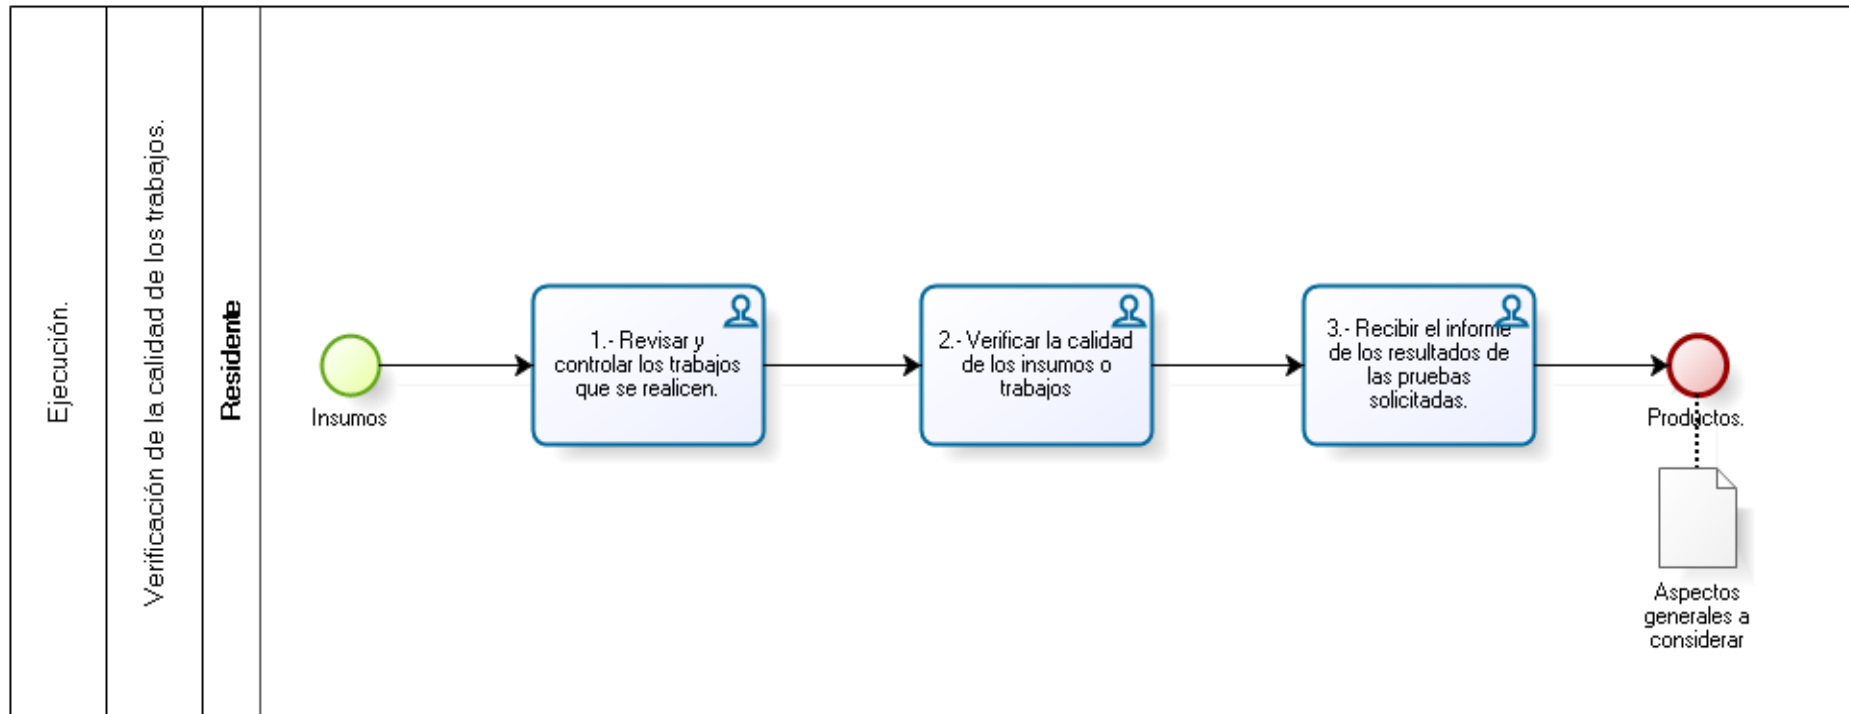 Ejecución.
Verificación de la calidad de los trabajos.
Residente
Insumos
1.- Revisar y
controlar los trabajos
que se realicen.
2.- Verificar la calidad
de los insumos o
trabajos
3.- Recibir el informe
de los resultados de
las pruebas
solicitadas.
Productos.
Aspectos
generales a
considerar